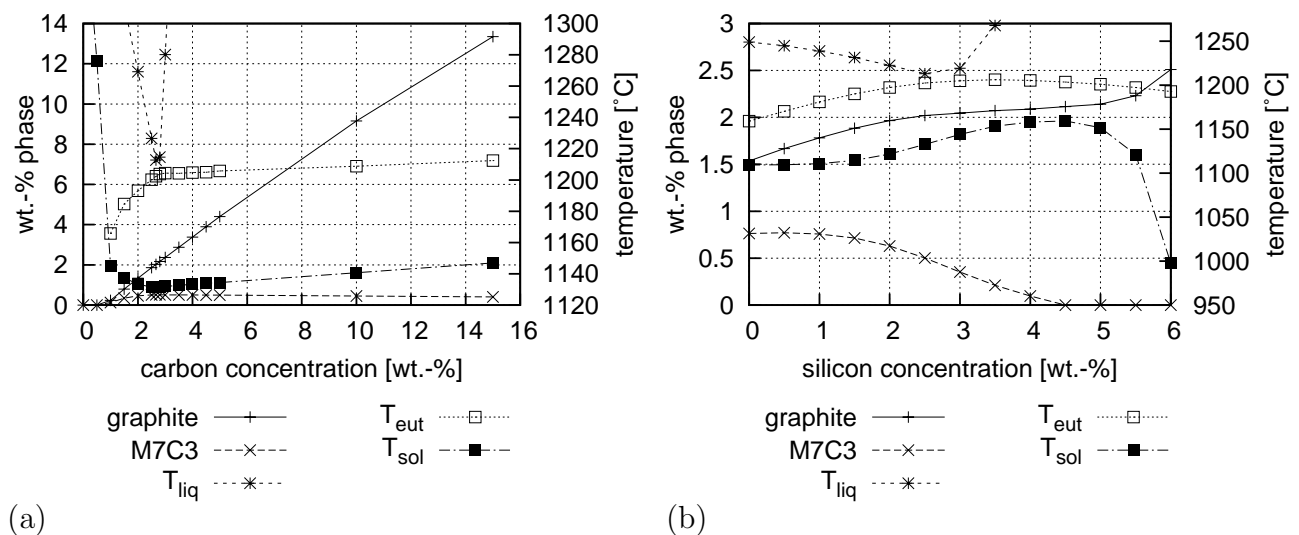 wt.-% phase
14
12
10
8
6
4
2
0
0 2 4 6 8 10 12 14 16
carbon concentration [wt.-%]
1300
1280
1260
1240
1220
1200
1180
1160
1140
1120
temperature [°C]
graphite
M7C3
T_liq
T_eut
T_sol
(a)
wt.-% phase
3
2.5
2
1.5
1
0.5
0
0 1 2 3 4 5 6
silicon concentration [wt.-%]
1250
1200
1150
1100
1050
1000
950
temperature [°C]
graphite
M7C3
T_liq
T_eut
T_sol
(b)